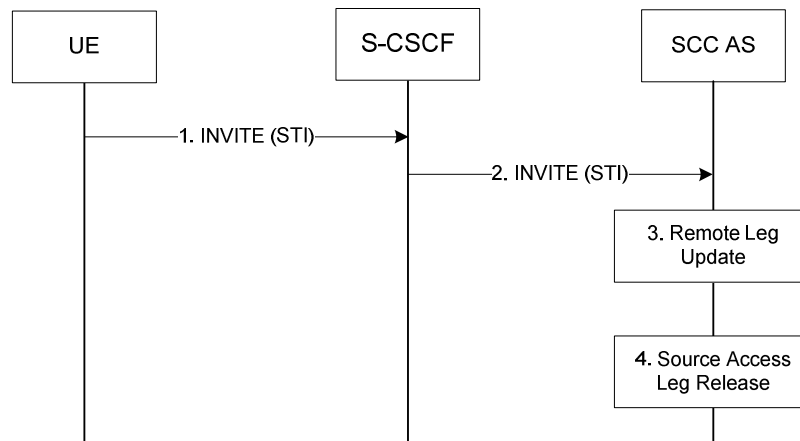 UE
S-CSCF
SCC AS
1. INVITE (STI)
2. INVITE (STI)
3. Remote Leg
Update
4. Source Access
Leg Release